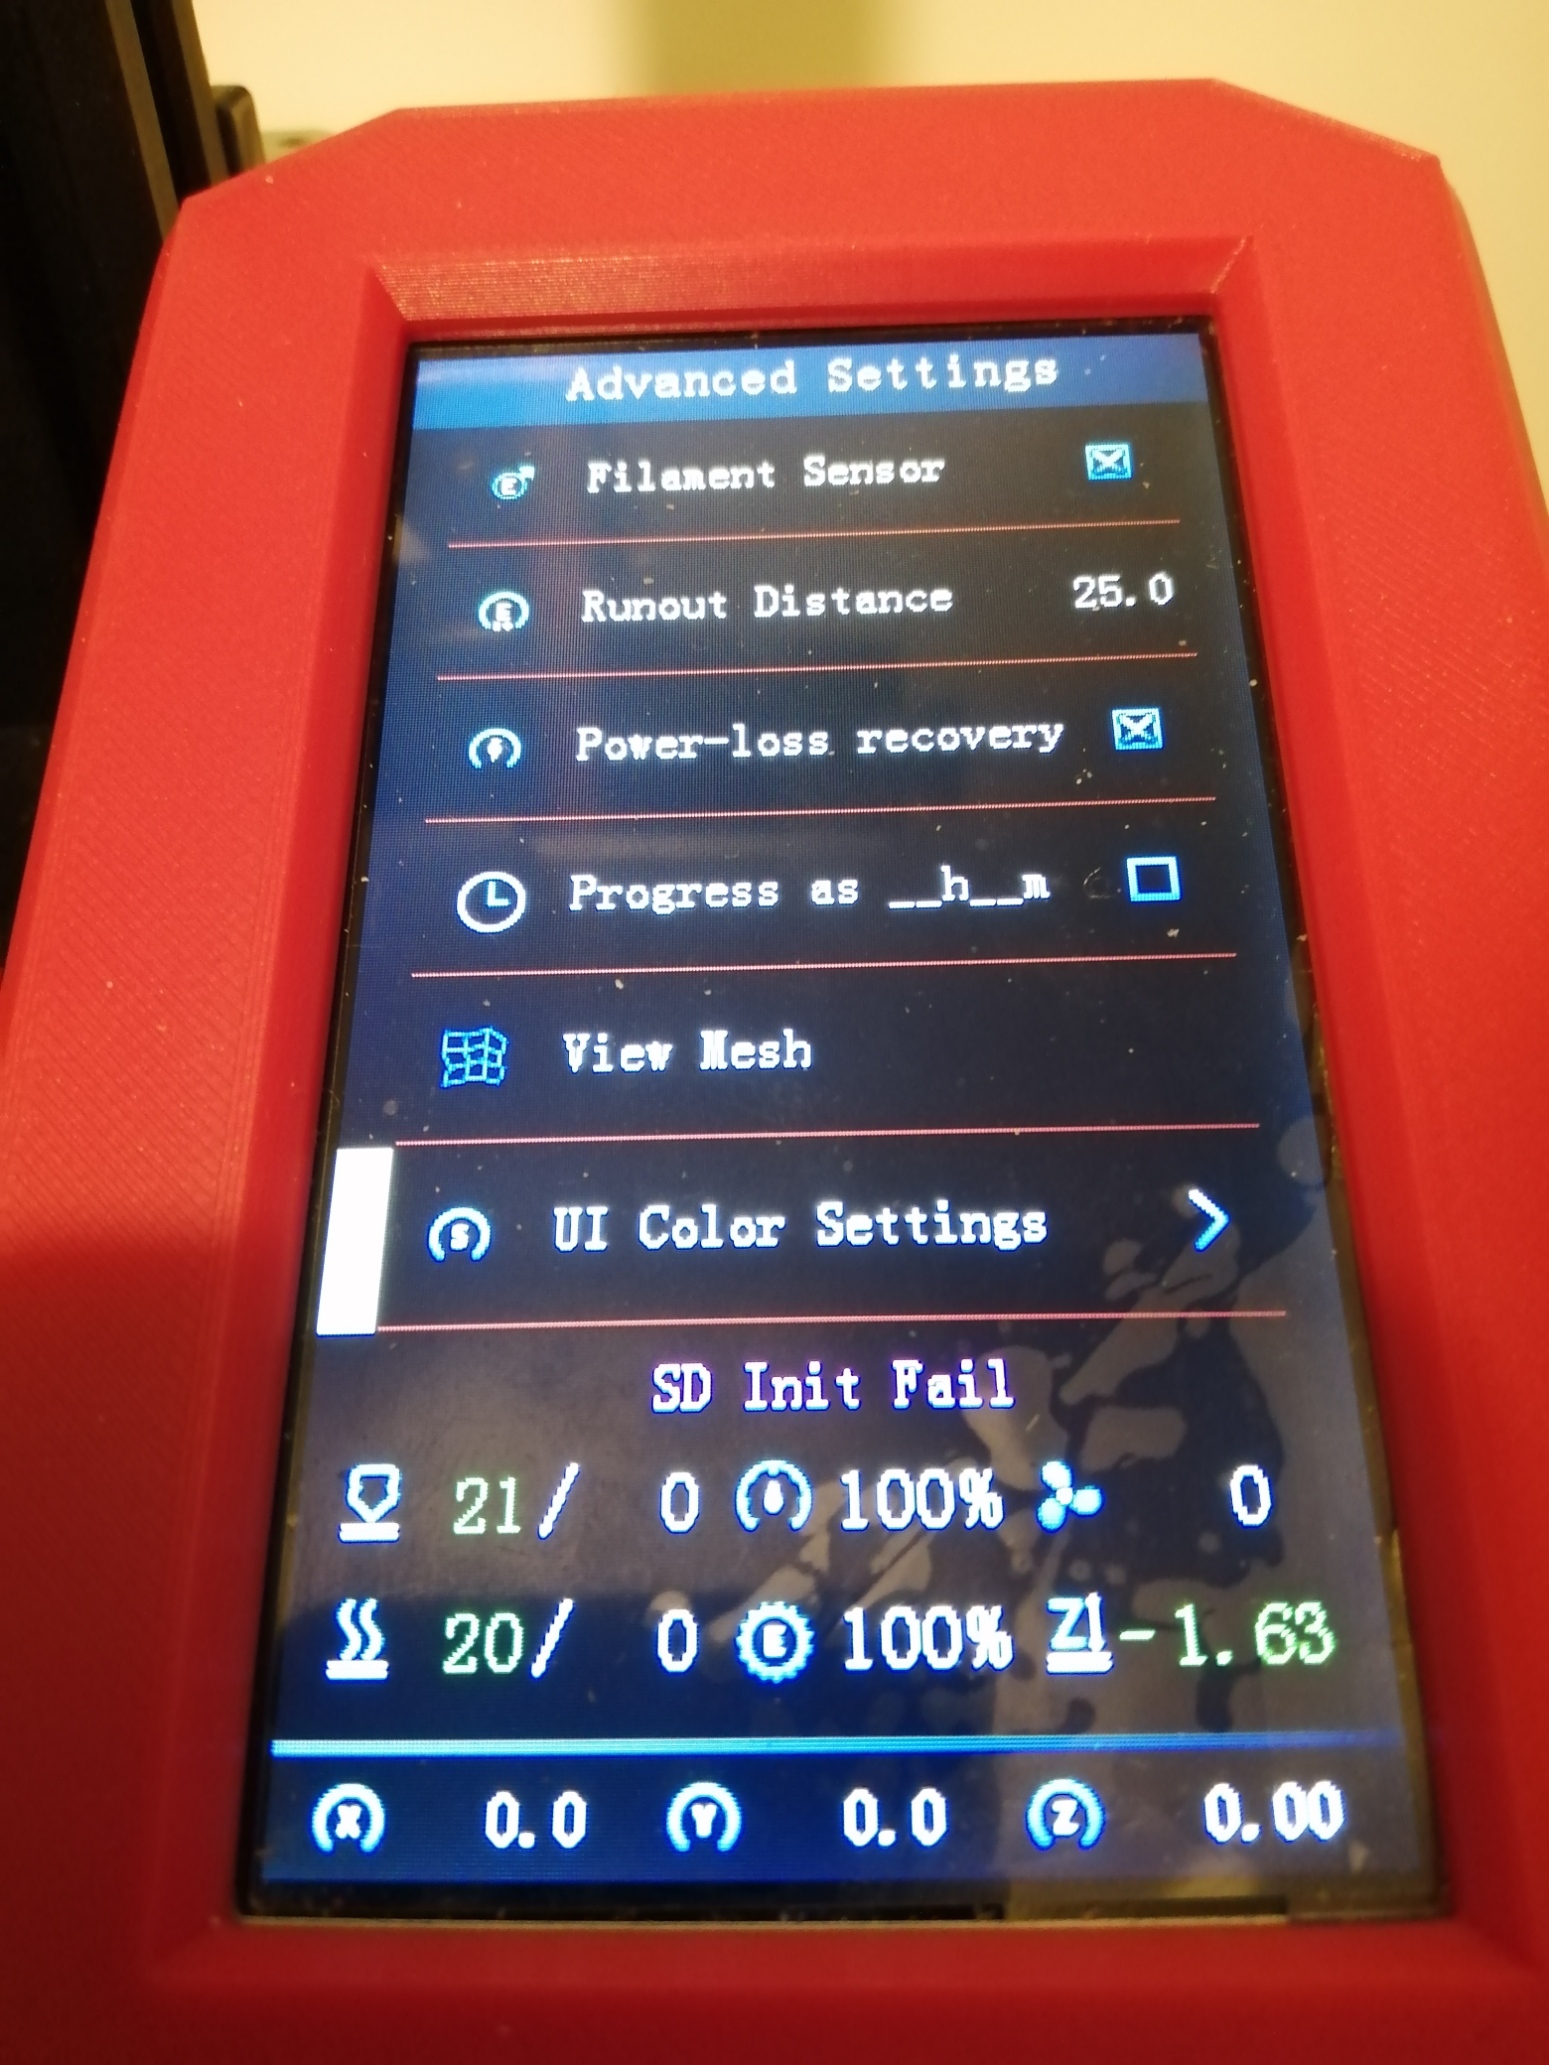 Advanced Settings
E Filament Sensor
E Runout Distance 25.0
Power-loss recovery
Progress as __h__m
View Mesh
S UI Color Settings
SD Init Fail
21/ 0 100% 0
20/ 0 E 100% Z -1.63
X 0.0 Y 0.0 Z 0.00